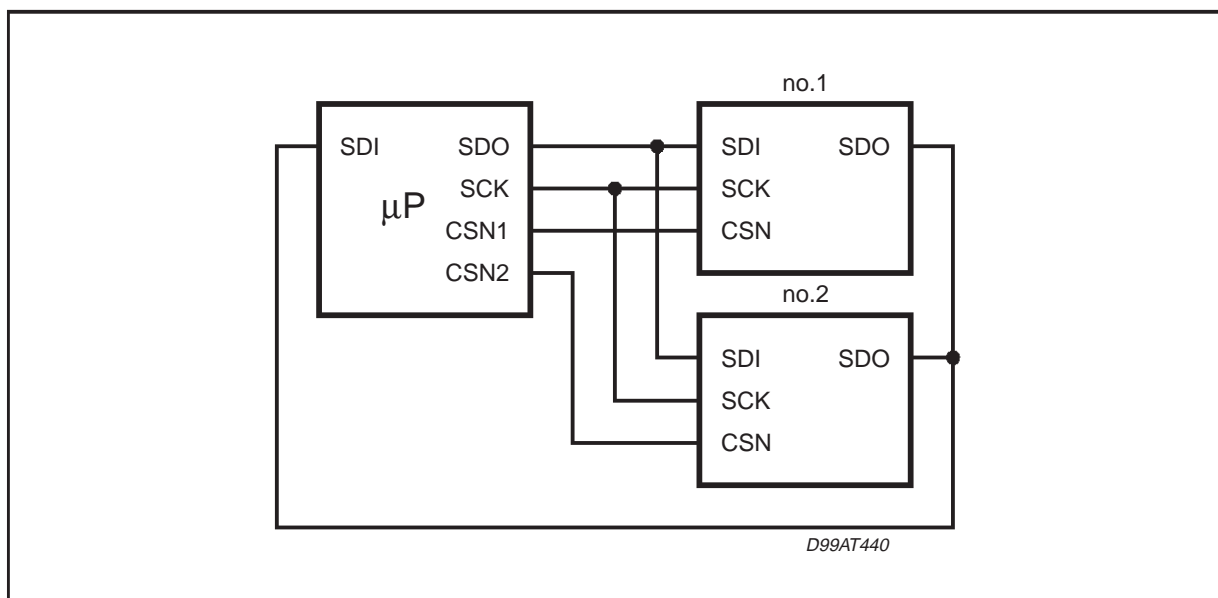 no.1
SDI SDO SDI SDO
μP SCK SCK
CSN1 CSN
CSN2
no.2
SDI SDO
SCK
CSN
D99AT440